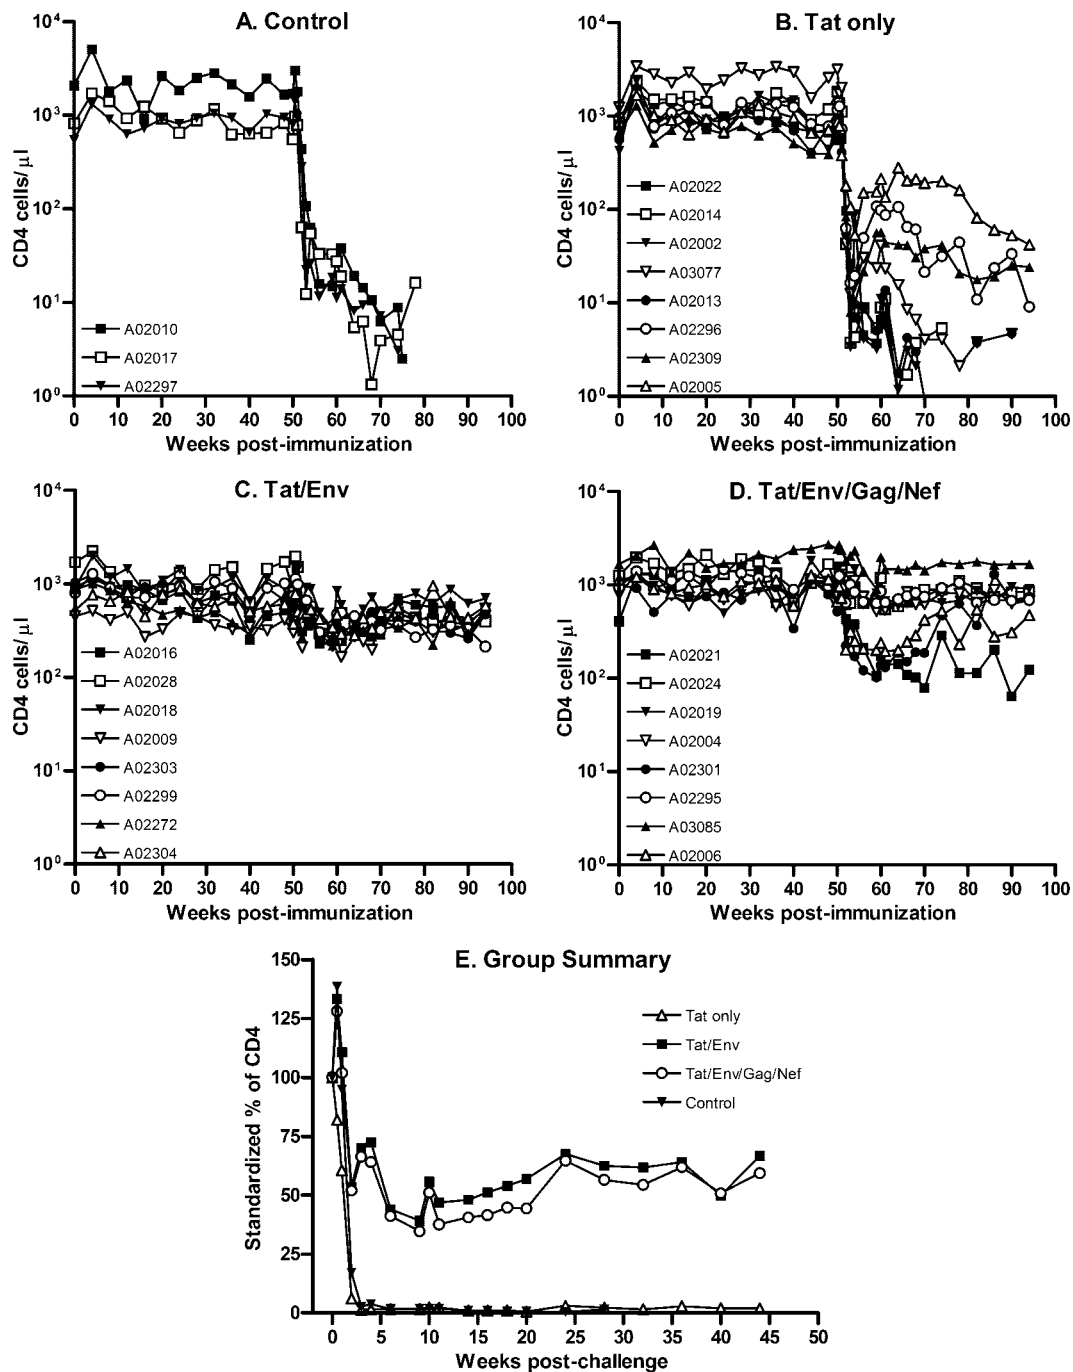 A. Control
10⁴
10³
10²
10¹
10⁰
CD4 cells/ µl
A02010
A02017
A02297
0 10 20 30 40 50 60 70 80 90 100
Weeks post-immunization
B. Tat only
10⁴
10³
10²
10¹
10⁰
CD4 cells/ µl
A02022
A02014
A02002
A03077
A02013
A02296
A02309
A02005
0 10 20 30 40 50 60 70 80 90 100
Weeks post-immunization
C. Tat/Env
10⁴
10³
10²
10¹
10⁰
CD4 cells/ µl
A02016
A02028
A02018
A02009
A02303
A02299
A02272
A02304
0 10 20 30 40 50 60 70 80 90 100
Weeks post-immunization
D. Tat/Env/Gag/Nef
10⁴
10³
10²
10¹
10⁰
CD4 cells/ µl
A02021
A02024
A02019
A02004
A02301
A02295
A03085
A02006
0 10 20 30 40 50 60 70 80 90 100
Weeks post-immunization
E. Group Summary
150
125
100
75
50
25
0
Standardized % of CD4
Tat only
Tat/Env
Tat/Env/Gag/Nef
Control
0 5 10 15 20 25 30 35 40 45 50
Weeks post-challenge